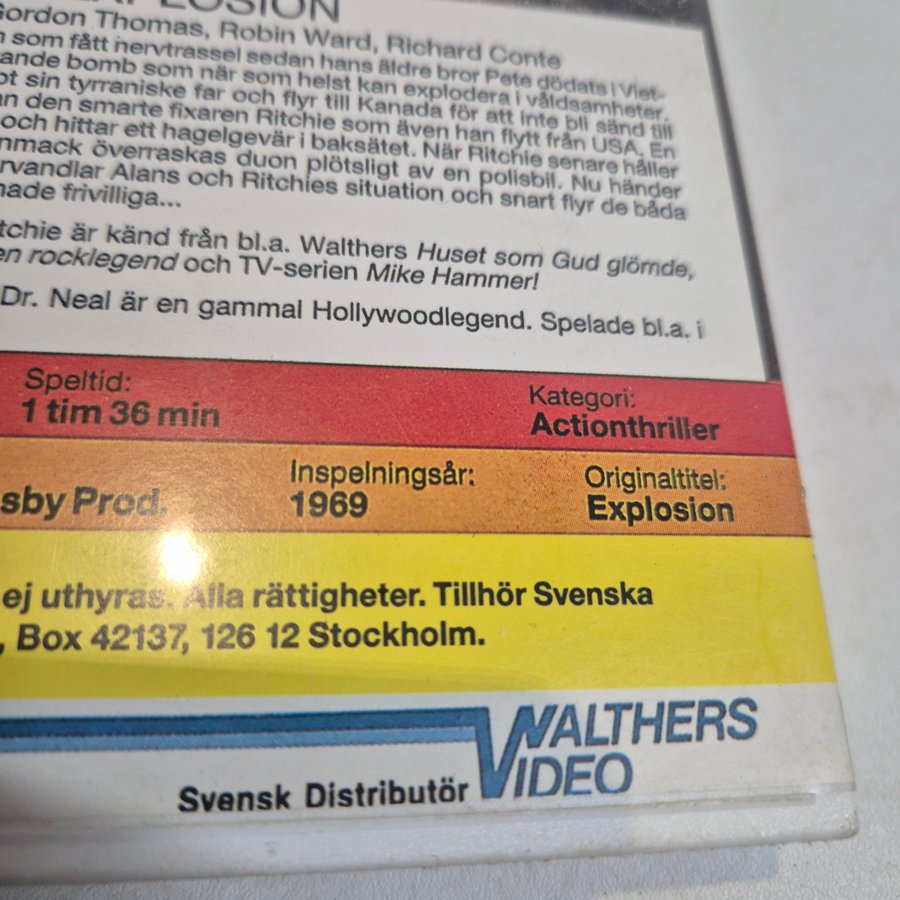 EXPLOSION
Gordon Thomas, Robin Ward, Richard Conte
som fått nervtrassel sedan hans äldre bror Pete dödats i Viet-
ande bomb som när som helst kan explodera i våldsamheter.
ot sin tyrraniske far och flyr till Kanada för att inte bli sänd till
n den smarte fixaren Ritchie som även han flytt från USA. En
och hittar ett hagelgevär i baksätet. När Ritchie senare håller
nmack överraskas duon plötsligt av en polisbil. Nu händer
rvandlar Alans och Ritchies situation och snart flyr de båda
nade frivilliga...
tchie är känd från bl.a. Walthers Huset som Gud glömde,
en rocklegend och TV-serien Mike Hammer!
Dr. Neal är en gammal Hollywoodlegend. Spelade bl.a. i
Speltid:
1 tim 36 min
Kategori:
Actionthriller
sby Prod.
Inspelningsår:
1969
Originaltitel:
Explosion
ej uthyras. Alla rättigheter. Tillhör Svenska
, Box 42137, 126 12 Stockholm.
Svensk Distributör
WALTHERS
VIDEO